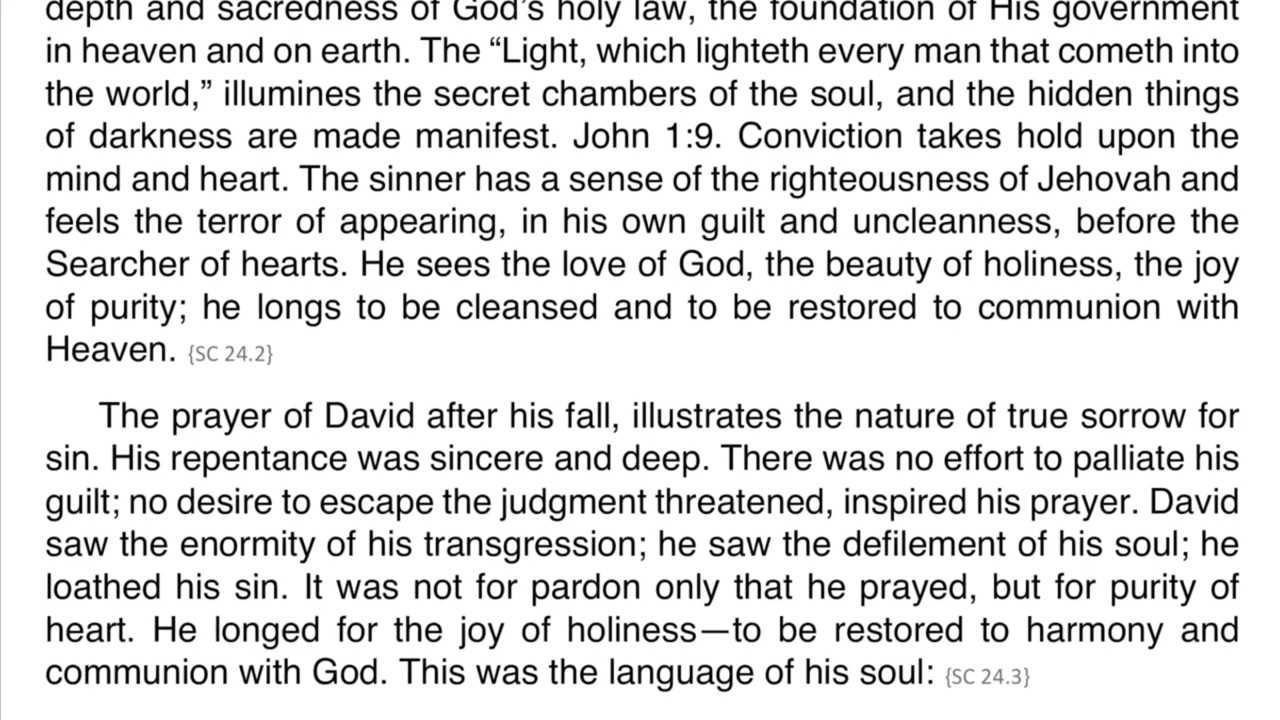 depth and sacredness of God's holy law, the foundation of His government
in heaven and on earth. The “Light, which lighteth every man that cometh into
the world,” illumines the secret chambers of the soul, and the hidden things
of darkness are made manifest. John 1:9. Conviction takes hold upon the
mind and heart. The sinner has a sense of the righteousness of Jehovah and
feels the terror of appearing, in his own guilt and uncleanness, before the
Searcher of hearts. He sees the love of God, the beauty of holiness, the joy
of purity; he longs to be cleansed and to be restored to communion with
Heaven. {SC 24.2}
The prayer of David after his fall, illustrates the nature of true sorrow for
sin. His repentance was sincere and deep. There was no effort to palliate his
guilt; no desire to escape the judgment threatened, inspired his prayer. David
saw the enormity of his transgression; he saw the defilement of his soul; he
loathed his sin. It was not for pardon only that he prayed, but for purity of
heart. He longed for the joy of holiness—to be restored to harmony and
communion with God. This was the language of his soul: {SC 24.3}